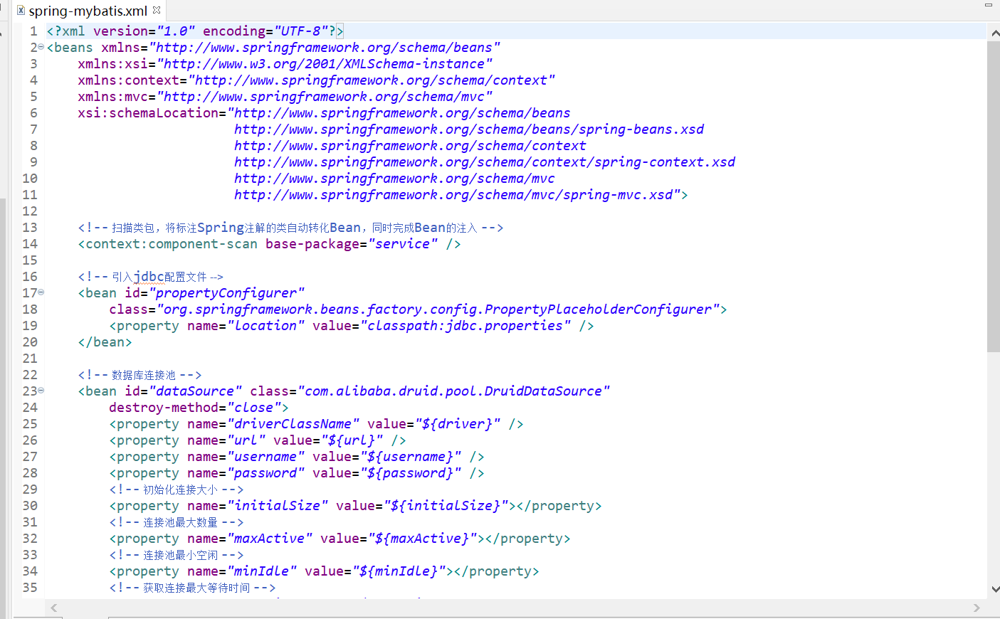 spring-mybatis.xml
1 <?xml version="1.0" encoding="UTF-8"?>
2 <beans xmlns="http://www.springframework.org/schema/beans"
3 xmlns:xsi="http://www.w3.org/2001/XMLSchema-instance"
4 xmlns:context="http://www.springframework.org/schema/context"
5 xmlns:mvc="http://www.springframework.org/schema/mvc"
6 xsi:schemaLocation="http://www.springframework.org/schema/beans
7 http://www.springframework.org/schema/beans/spring-beans.xsd
8 http://www.springframework.org/schema/context
9 http://www.springframework.org/schema/context/spring-context.xsd
10 http://www.springframework.org/schema/mvc
11 http://www.springframework.org/schema/mvc/spring-mvc.xsd">
12
13 <!-- 扫描类包，将标注Spring注解的类自动转化Bean，同时完成Bean的注入 -->
14 <context:component-scan base-package="service" />
15
16 <!-- 引入jdbc配置文件 -->
17 <bean id="propertyConfigurer"
18 class="org.springframework.beans.factory.config.PropertyPlaceholderConfigurer">
19 <property name="location" value="classpath:jdbc.properties" />
20 </bean>
21
22 <!-- 数据库连接池 -->
23 <bean id="dataSource" class="com.alibaba.druid.pool.DruidDataSource"
24 destroy-method="close">
25 <property name="driverClassName" value="${driver}" />
26 <property name="url" value="${url}" />
27 <property name="username" value="${username}" />
28 <property name="password" value="${password}" />
29 <!-- 初始化连接大小 -->
30 <property name="initialSize" value="${initialSize}"></property>
31 <!-- 连接池最大数量 -->
32 <property name="maxActive" value="${maxActive}"></property>
33 <!-- 连接池最小空闲 -->
34 <property name="minIdle" value="${minIdle}"></property>
35 <!-- 获取连接最大等待时间 -->